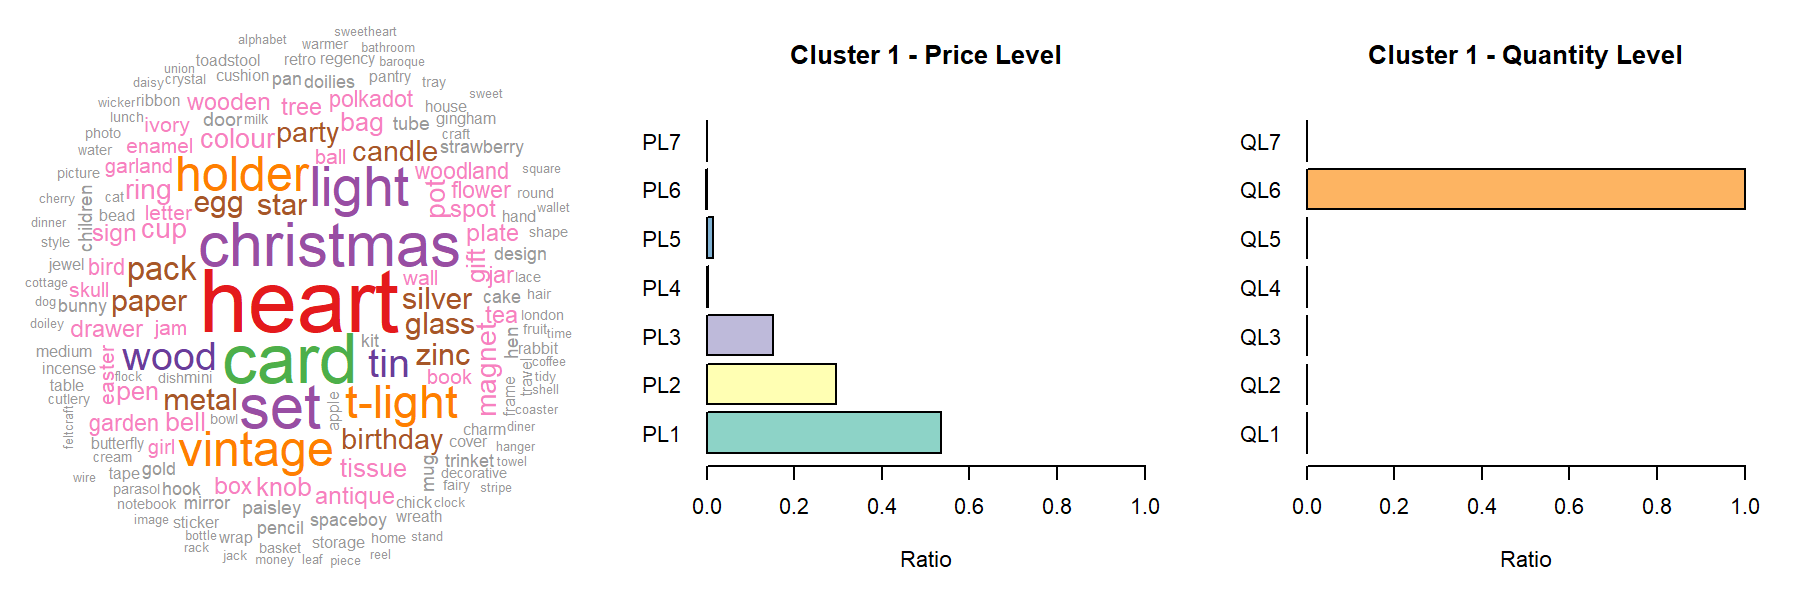 sweetheart
alphabet
warmer
bathroom
toadstool
retro
regency
baroque
union
cushion
pan
doilies
pantry
tray
daisy
crystal
sweet
wicker
ribbon
wooden
tree
polkadot
house
lunch
ivory
door
milk
bag
tube
gingham
photo
colour
party
craft
water
enamel
ball
candle
strawberry
picture
garland
holder
light
woodland
square
cherry
cat
ring
pot
flower
round
children
bead
letter
egg
star
spot
hand
wallet
dinner
sign
cup
plate
shape
style
christmas
gift
design
jewel
bird
pack
wall
jar
lace
cottage
skull
heart
silver
cake
hair
dog
bunny
paper
tea
london
doiley
drawer
jam
glass
magnet
hen
fruit
time
medium
wood
card
kit
tin
zinc
rabbit
incense
easter
flock
dishmini
book
travel
coffee
table
pen
frame
tidy
cutlery
metal
set
apple
t-light
shell
feltcraft
garden
bell
bowl
coaster
butterfly
girl
vintage
birthday
charm
diner
cream
cover
hanger
wire
tape
gold
tissue
mug
trinket
towel
decorative
parasol
hook
box
knob
antique
fairy
stripe
notebook
mirror
paisley
chick
clock
image
sticker
pencil
spaceboy
wreath
bottle
wrap
storage
home
stand
rack
basket
jack
money
leaf
piece
reel
Cluster 1 - Price Level
PL7
PL6
PL5
PL4
PL3
PL2
PL1
0.0 0.2 0.4 0.6 0.8 1.0
Ratio
Cluster 1 - Quantity Level
QL7
QL6
QL5
QL4
QL3
QL2
QL1
0.0 0.2 0.4 0.6 0.8 1.0
Ratio